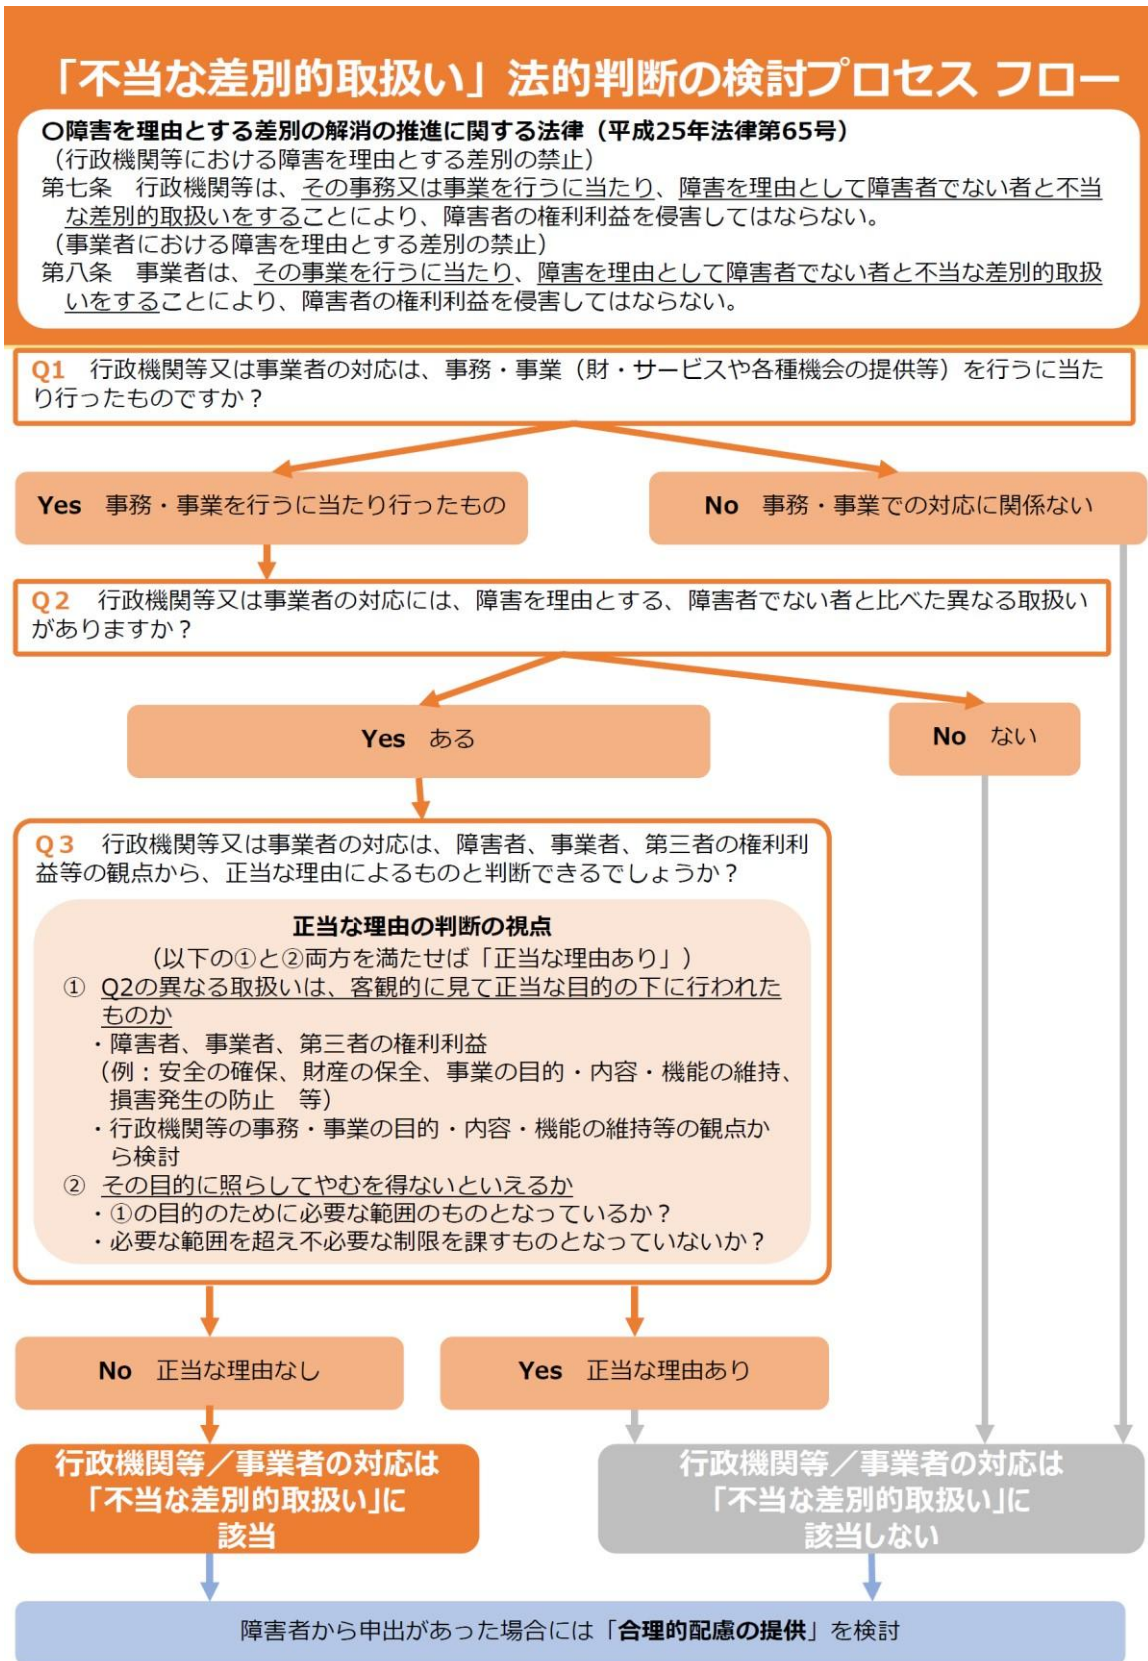 「不当な差別的取扱い」法的判断の検討プロセス フロー
〇障害を理由とする差別の解消の推進に関する法律（平成25年法律第65号）
（行政機関等における障害を理由とする差別の禁止）
第七条　行政機関等は、その事務又は事業を行うに当たり、障害を理由として障害者でない者と不当
な差別的取扱いをすることにより、障害者の権利利益を侵害してはならない。
（事業者における障害を理由とする差別の禁止）
第八条　事業者は、その事業を行うに当たり、障害を理由として障害者でない者と不当な差別的取扱
いをすることにより、障害者の権利利益を侵害してはならない。
Q1　行政機関等又は事業者の対応は、事務・事業（財・サービスや各種機会の提供等）を行うに当た
り行ったものですか？
Yes　事務・事業を行うに当たり行ったもの
No　事務・事業での対応に関係ない
Q２　行政機関等又は事業者の対応には、障害を理由とする、障害者でない者と比べた異なる取扱い
がありますか？
Yes　ある
No　ない
Q３　行政機関等又は事業者の対応は、障害者、事業者、第三者の権利利
益等の観点から、正当な理由によるものと判断できるでしょうか？
正当な理由の判断の視点
（以下の①と②両方を満たせば「正当な理由あり」）
①　Q2の異なる取扱いは、客観的に見て正当な目的の下に行われた
ものか
・障害者、事業者、第三者の権利利益
（例：安全の確保、財産の保全、事業の目的・内容・機能の維持、
損害発生の防止　等）
・行政機関等の事務・事業の目的・内容・機能の維持等の観点か
ら検討
②　その目的に照らしてやむを得ないといえるか
・①の目的のために必要な範囲のものとなっているか？
・必要な範囲を超え不必要な制限を課すものとなっていないか？
No　正当な理由なし
Yes　正当な理由あり
行政機関等／事業者の対応は
「不当な差別的取扱い」に
該当
行政機関等／事業者の対応は
「不当な差別的取扱い」に
該当しない
障害者から申出があった場合には「合理的配慮の提供」を検討